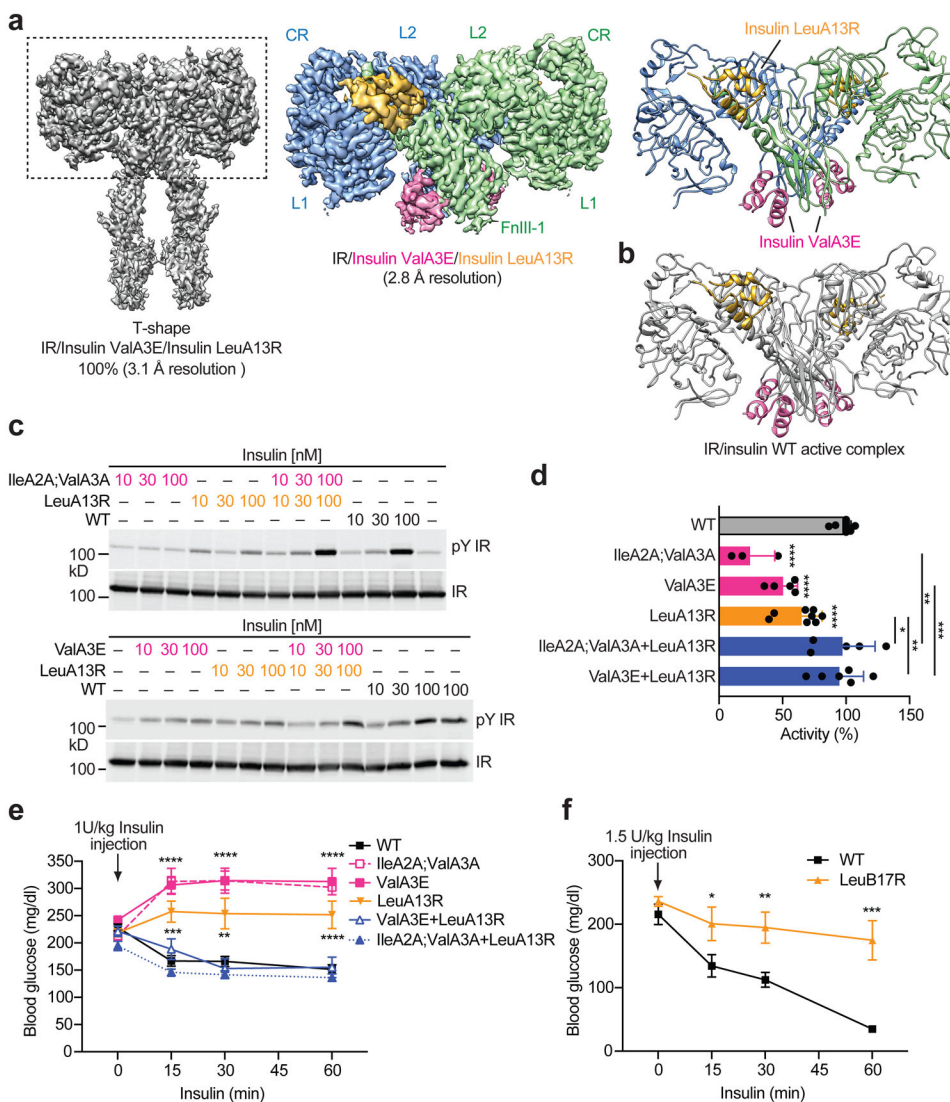 a
CR
L2
L2
CR
L1
L1
FnIII-1
IR/Insulin ValA3E/Insulin LeuA13R
(2.8 Å resolution)
T-shape
IR/Insulin ValA3E/Insulin LeuA13R
100% (3.1 Å resolution )
Insulin LeuA13R
Insulin ValA3E
b
IR/insulin WT active complex
c
Insulin [nM]
IleA2A;ValA3A 10 30 100 – – – 10 30 100 – – – –
LeuA13R – – – 10 30 100 10 30 100 – – – –
WT – – – – – – – – – 10 30 100 –
100
kD
pY IR
100
IR
Insulin [nM]
ValA3E – 10 30 100 – – – 10 30 100 – – – –
LeuA13R – – – – 10 30 100 10 30 100 – – – –
WT – – – – – – – – – – 10 30 100 100
100
kD
pY IR
100
IR
d
WT
IleA2A;ValA3A
****
ValA3E
****
LeuA13R
****
IleA2A;ValA3A+LeuA13R
ValA3E+LeuA13R
*
**
**
***
0 50 100 150
Activity (%)
e
1U/kg Insulin
injection
WT
IleA2A;ValA3A
ValA3E
LeuA13R
ValA3E+LeuA13R
IleA2A;ValA3A+LeuA13R
**** **** ****
*** ** ****
350
300
250
200
150
100
50
0
Blood glucose (mg/dl)
0 15 30 45 60
Insulin (min)
f
1.5 U/kg Insulin
injection
WT
LeuB17R
* ** ***
300
200
100
0
Blood glucose (mg/dl)
0 15 30 45 60
Insulin (min)